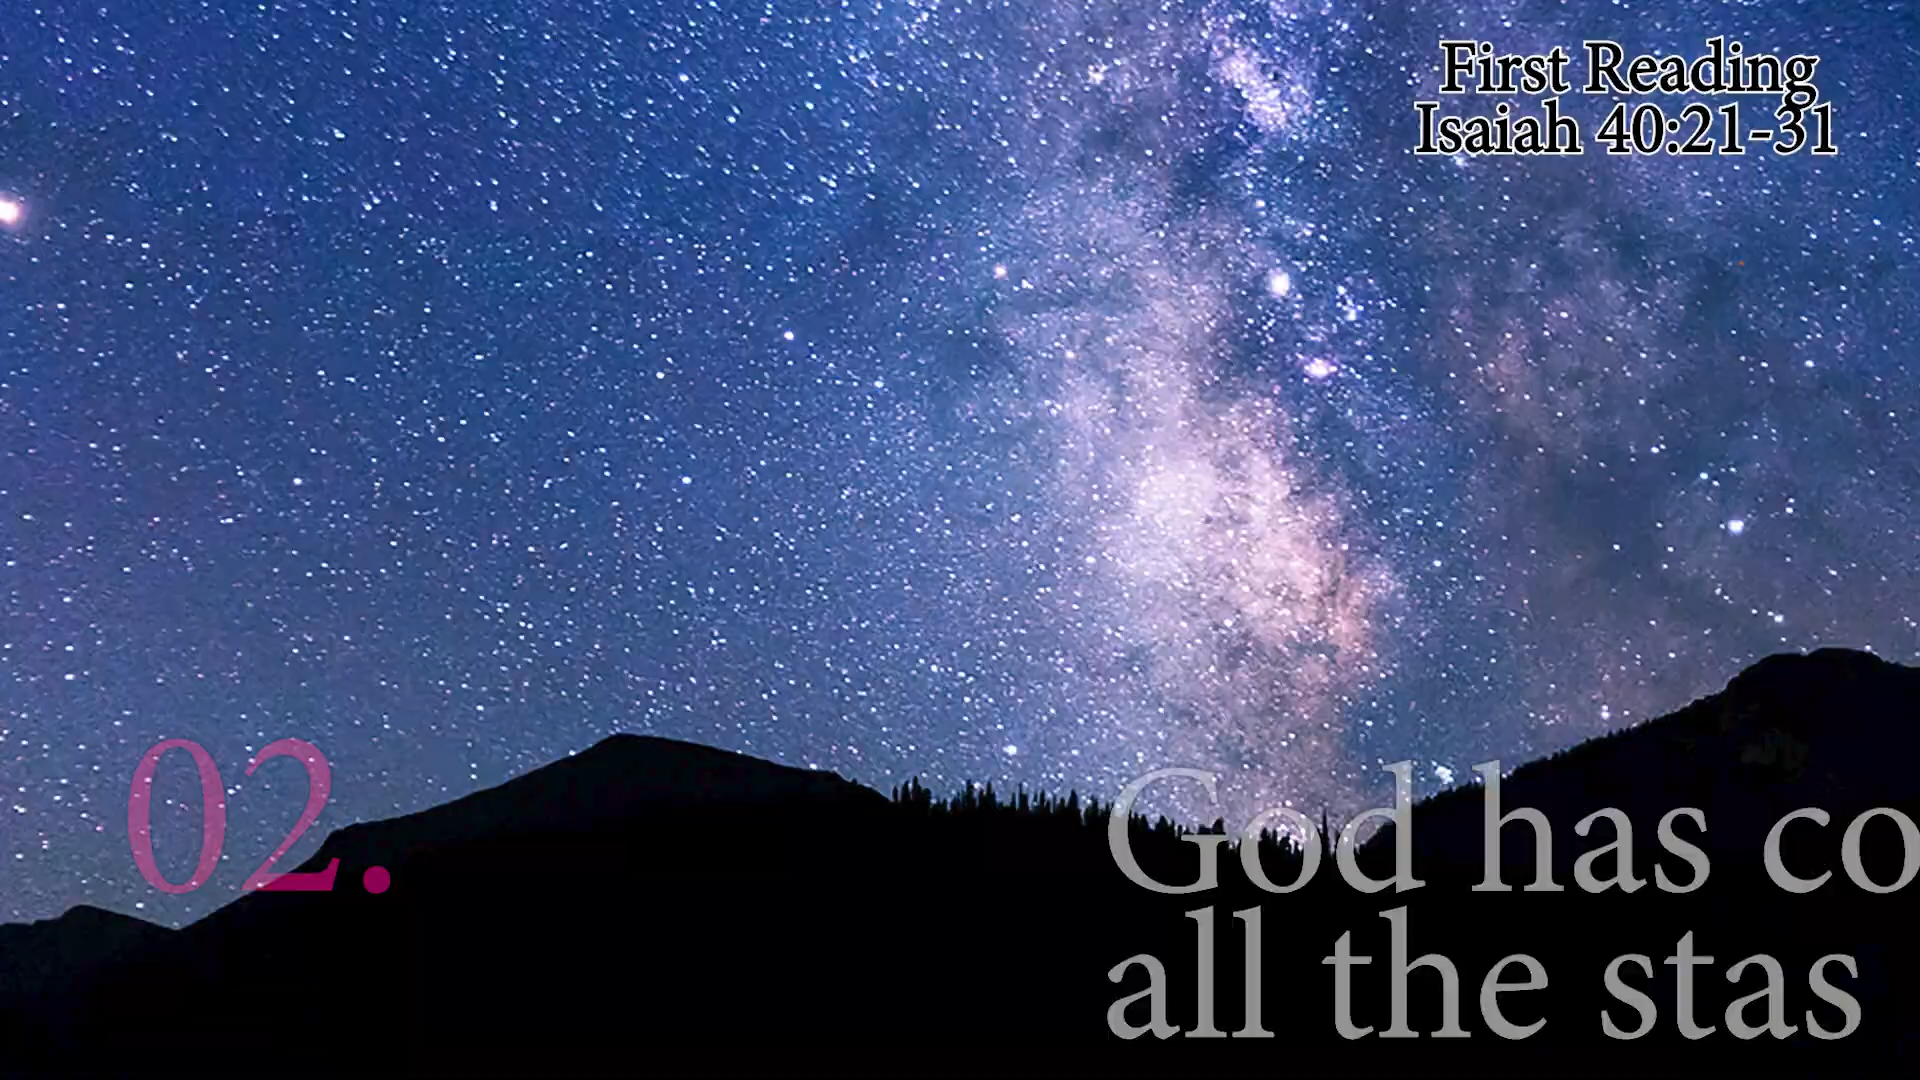 First Reading
Isaiah 40:21-31
02.
God has co
all the stas